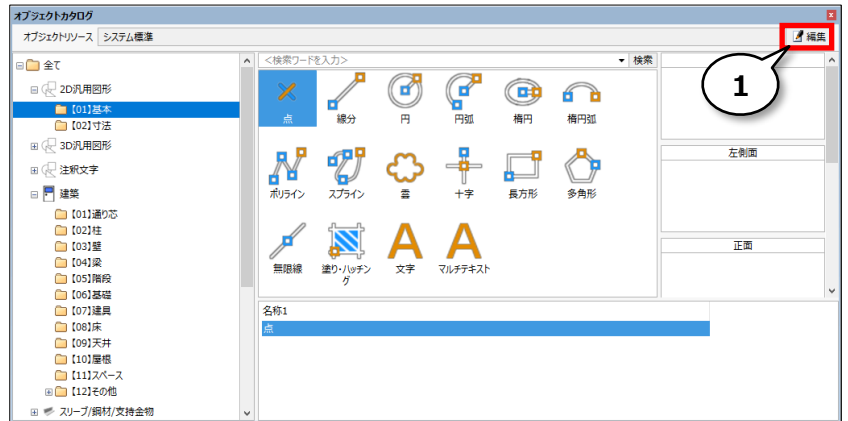 オブジェクトカタログ
オブジェクトリソース システム標準
編集
1
全て
2D汎用図形
【01】基本
【02】寸法
3D汎用図形
注釈文字
建築
【01】通り芯
【02】柱
【03】壁
【04】梁
【05】階段
【06】基礎
【07】建具
【08】床
【09】天井
【10】屋根
【11】スペース
【12】その他
スリーブ/鋼材/支持金物
<検索ワードを入力>
検索
点 線分 円 円弧 楕円 楕円弧
ポリライン スプライン 雲 十字 長方形 多角形
無限線 塗り・ハッチン
グ 文字 マルチテキスト
左側面
正面
名称1
点